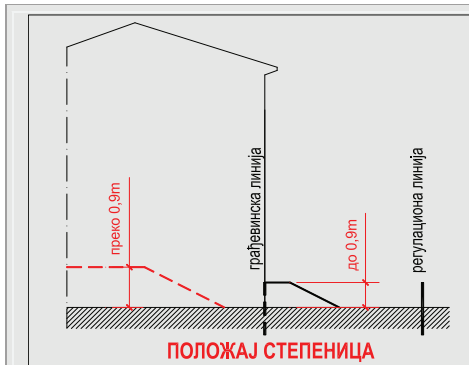 преко 0,9m
грађевинска линија
до 0,9m
регулациона линија
ПОЛОЖАЈ СТЕПЕНИЦА